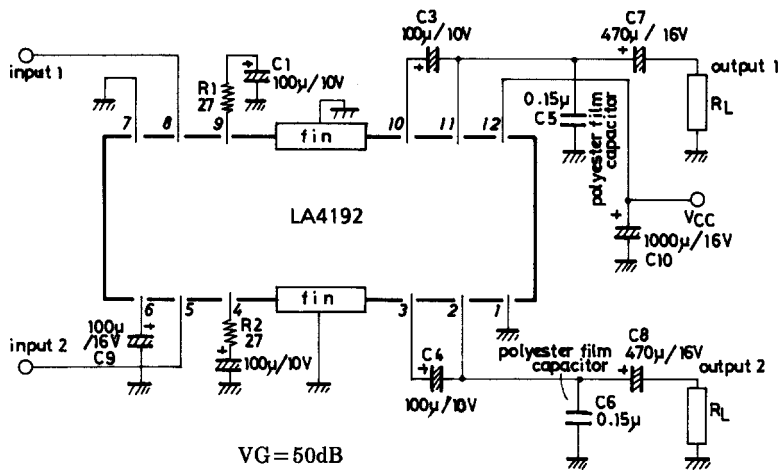 C3
100µ/10V
C7
470µ/ 16V
input 1
C1
100µ/10V
R1
27
+
+
+
output 1
RL
0.15µ
C5
polyester film
capacitor
7
8
9
fin
10
11
12
LA4192
VCC
+
1000µ/16V
C10
fin
6
5
4
3
2
1
100µ
/16V
C9
+
R2
27
+
100µ/10V
input 2
C4
+
100µ/10V
polyester film
capacitor
C8
470µ/16V
+
output 2
C6
0.15µ
RL
VG=50dB